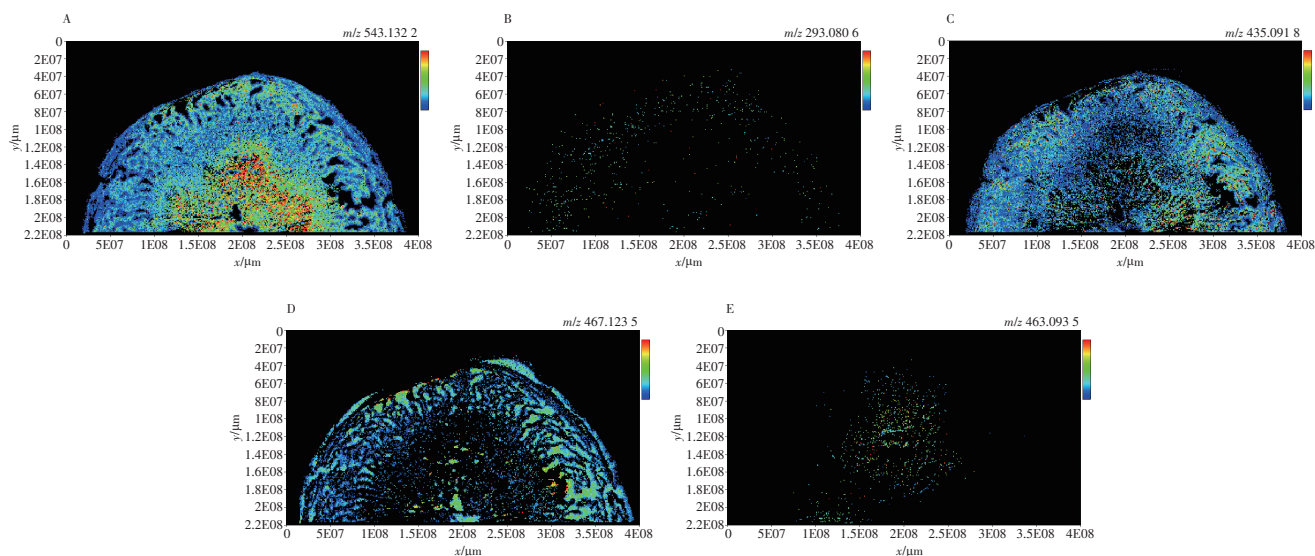 A
m/z 543.132 2
0
2E07
4E07
6E07
8E07
1E08
1.2E08
1.4E08
1.6E08
1.8E08
2E08
2.2E08
y/μm
0 5E07 1E08 1.5E08 2E08 2.5E08 3E08 3.5E08 4E08
x/μm
B
m/z 293.080 6
0
2E07
4E07
6E07
8E07
1E08
1.2E08
1.4E08
1.6E08
1.8E08
2E08
2.2E08
y/μm
0 5E07 1E08 1.5E08 2E08 2.5E08 3E08 3.5E08 4E08
x/μm
C
m/z 435.091 8
0
2E07
4E07
6E07
8E07
1E08
1.2E08
1.4E08
1.6E08
1.8E08
2E08
2.2E08
y/μm
0 5E07 1E08 1.5E08 2E08 2.5E08 3E08 3.5E08 4E08
x/μm
D
m/z 467.123 5
0
2E07
4E07
6E07
8E07
1E08
1.2E08
1.4E08
1.6E08
1.8E08
2E08
2.2E08
y/μm
0 5E07 1E08 1.5E08 2E08 2.5E08 3E08 3.5E08 4E08
x/μm
E
m/z 463.093 5
0
2E07
4E07
6E07
8E07
1E08
1.2E08
1.4E08
1.6E08
1.8E08
2E08
2.2E08
y/μm
0 5E07 1E08 1.5E08 2E08 2.5E08 3E08 3.5E08 4E08
x/μm